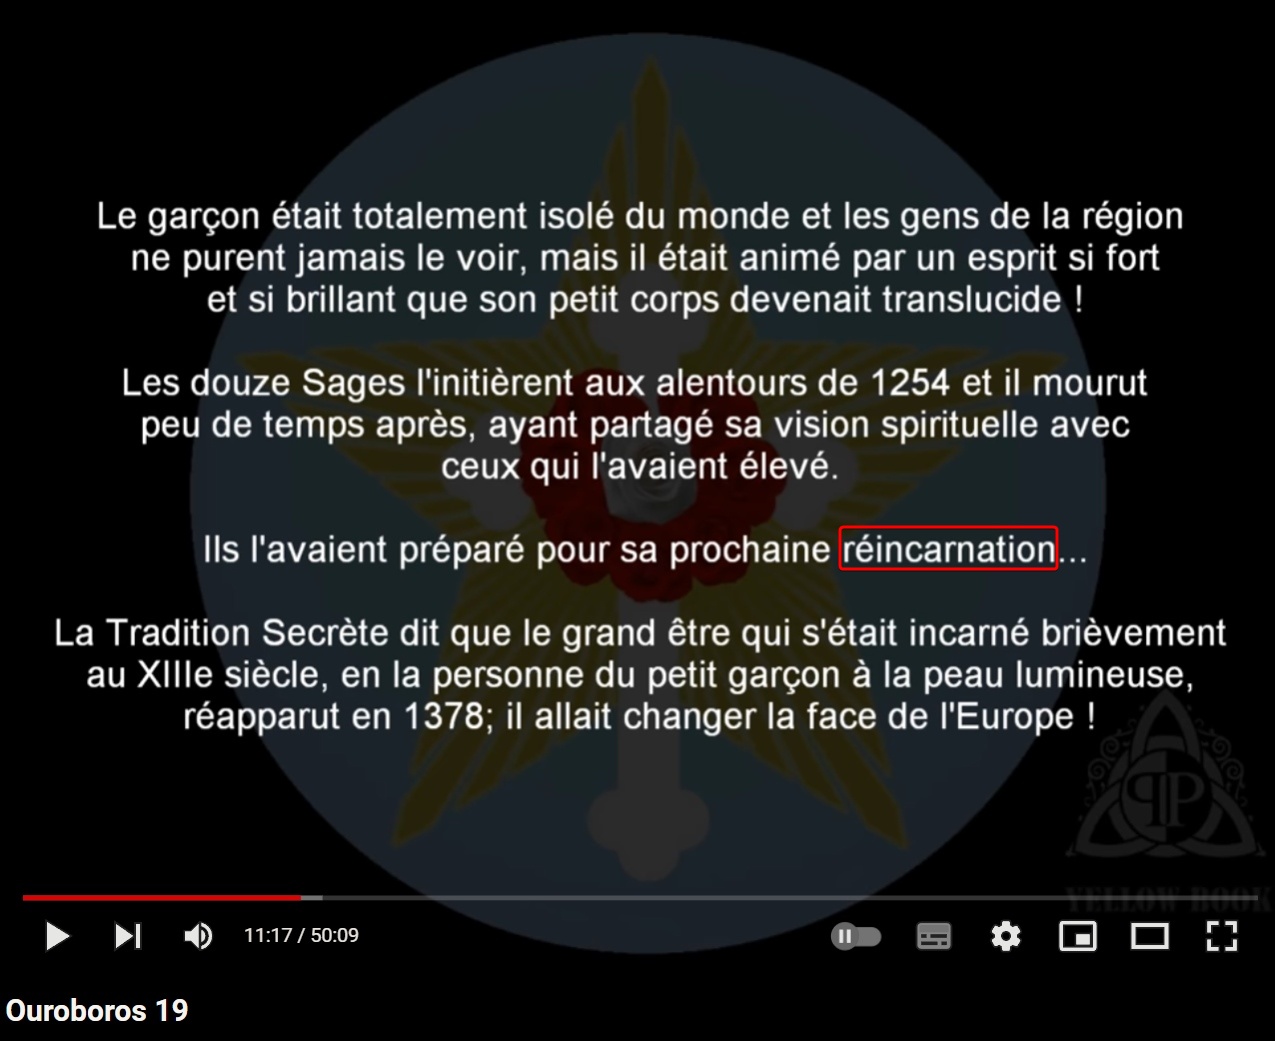 Le garçon était totalement isolé du monde et les gens de la région
ne purent jamais le voir, mais il était animé par un esprit si fort
et si brillant que son petit corps devenait translucide !
Les douze Sages l'initièrent aux alentours de 1254 et il mourut
peu de temps après, ayant partagé sa vision spirituelle avec
ceux qui l'avaient élevé.
Ils l'avaient préparé pour sa prochaine réincarnation...
La Tradition Secrète dit que le grand être qui s'était incarné brièvement
au XIIIe siècle, en la personne du petit garçon à la peau lumineuse,
réapparut en 1378; il allait changer la face de l'Europe !
YELLOW BOOK
11:17 / 50:09
Ouroboros 19